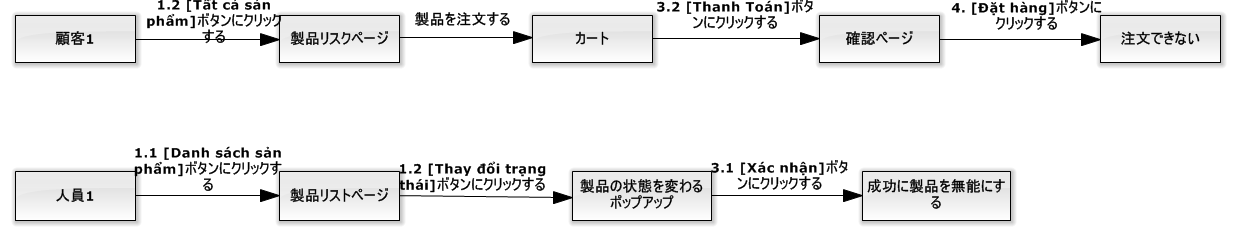 1.2 [Tất cả sản
phẩm]ボタンにクリック
する
顧客1
製品リスクページ
製品を注文する
カート
3.2 [Thanh Toán]ボタ
ンにクリックする
確認ページ
4. [Đặt hàng]ボタンに
クリックする
注文できない
1.1 [Danh sách sản
phẩm]ボタンにクリックす
る
人員1
製品リストページ
1.2 [Thay đổi trạng
thái]ボタンにクリックする
製品の状態を変わる
ポップアップ
3.1 [Xác nhận]ボタ
ンにクリックする
成功に製品を無能にす
る